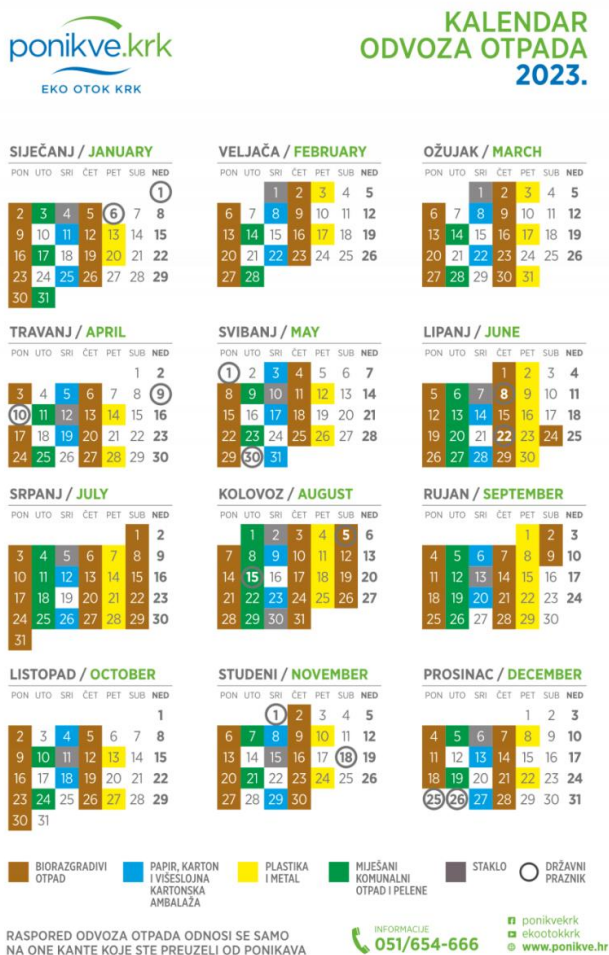 ponikve.krk
EKO OTOK KRK
KALENDAR
ODVOZA OTPADA
2023.
SIJEČANJ / JANUARY
PON UTO SRI ČET PET SUB NED
1
2 3 4 5 6 7 8
9 10 11 12 13 14 15
16 17 18 19 20 21 22
23 24 25 26 27 28 29
30 31
VELJAČA / FEBRUARY
PON UTO SRI ČET PET SUB NED
1 2 3 4 5
6 7 8 9 10 11 12
13 14 15 16 17 18 19
20 21 22 23 24 25 26
27 28
OŽUJAK / MARCH
PON UTO SRI ČET PET SUB NED
1 2 3 4 5
6 7 8 9 10 11 12
13 14 15 16 17 18 19
20 21 22 23 24 25 26
27 28 29 30 31
TRAVANJ / APRIL
PON UTO SRI ČET PET SUB NED
1 2
3 4 5 6 7 8 9
10 11 12 13 14 15 16
17 18 19 20 21 22 23
24 25 26 27 28 29 30
SVIBANJ / MAY
PON UTO SRI ČET PET SUB NED
1 2 3 4 5 6 7
8 9 10 11 12 13 14
15 16 17 18 19 20 21
22 23 24 25 26 27 28
29 30 31
LIPANJ / JUNE
PON UTO SRI ČET PET SUB NED
1 2 3 4
5 6 7 8 9 10 11
12 13 14 15 16 17 18
19 20 21 22 23 24 25
26 27 28 29 30
SRPANJ / JULY
PON UTO SRI ČET PET SUB NED
1 2
3 4 5 6 7 8 9
10 11 12 13 14 15 16
17 18 19 20 21 22 23
24 25 26 27 28 29 30
31
KOLOVOZ / AUGUST
PON UTO SRI ČET PET SUB NED
1 2 3 4 5 6
7 8 9 10 11 12 13
14 15 16 17 18 19 20
21 22 23 24 25 26 27
28 29 30 31
RUJAN / SEPTEMBER
PON UTO SRI ČET PET SUB NED
1 2 3
4 5 6 7 8 9 10
11 12 13 14 15 16 17
18 19 20 21 22 23 24
25 26 27 28 29 30
LISTOPAD / OCTOBER
PON UTO SRI ČET PET SUB NED
1
2 3 4 5 6 7 8
9 10 11 12 13 14 15
16 17 18 19 20 21 22
23 24 25 26 27 28 29
30 31
STUDENI / NOVEMBER
PON UTO SRI ČET PET SUB NED
1 2 3 4 5
6 7 8 9 10 11 12
13 14 15 16 17 18 19
20 21 22 23 24 25 26
27 28 29 30
PROSINAC / DECEMBER
PON UTO SRI ČET PET SUB NED
1 2 3
4 5 6 7 8 9 10
11 12 13 14 15 16 17
18 19 20 21 22 23 24
25 26 27 28 29 30 31
BIORAZGRADIVI
OTPAD
PAPIR, KARTON
I VIŠESLOJNA
KARTONSKA
AMBALAŽA
PLASTIKA
I METAL
MIJEŠANI
KOMUNALNI
OTPAD I PELENE
STAKLO
DRŽAVNI
PRAZNIK
RASPORED ODVOZA OTPADA ODNOSI SE SAMO
NA ONE KANTE KOJE STE PREUZELI OD PONIKAVA
INFORMACIJE
051/654-666
ponikvekrk
ekootokkrk
www.ponikve.hr